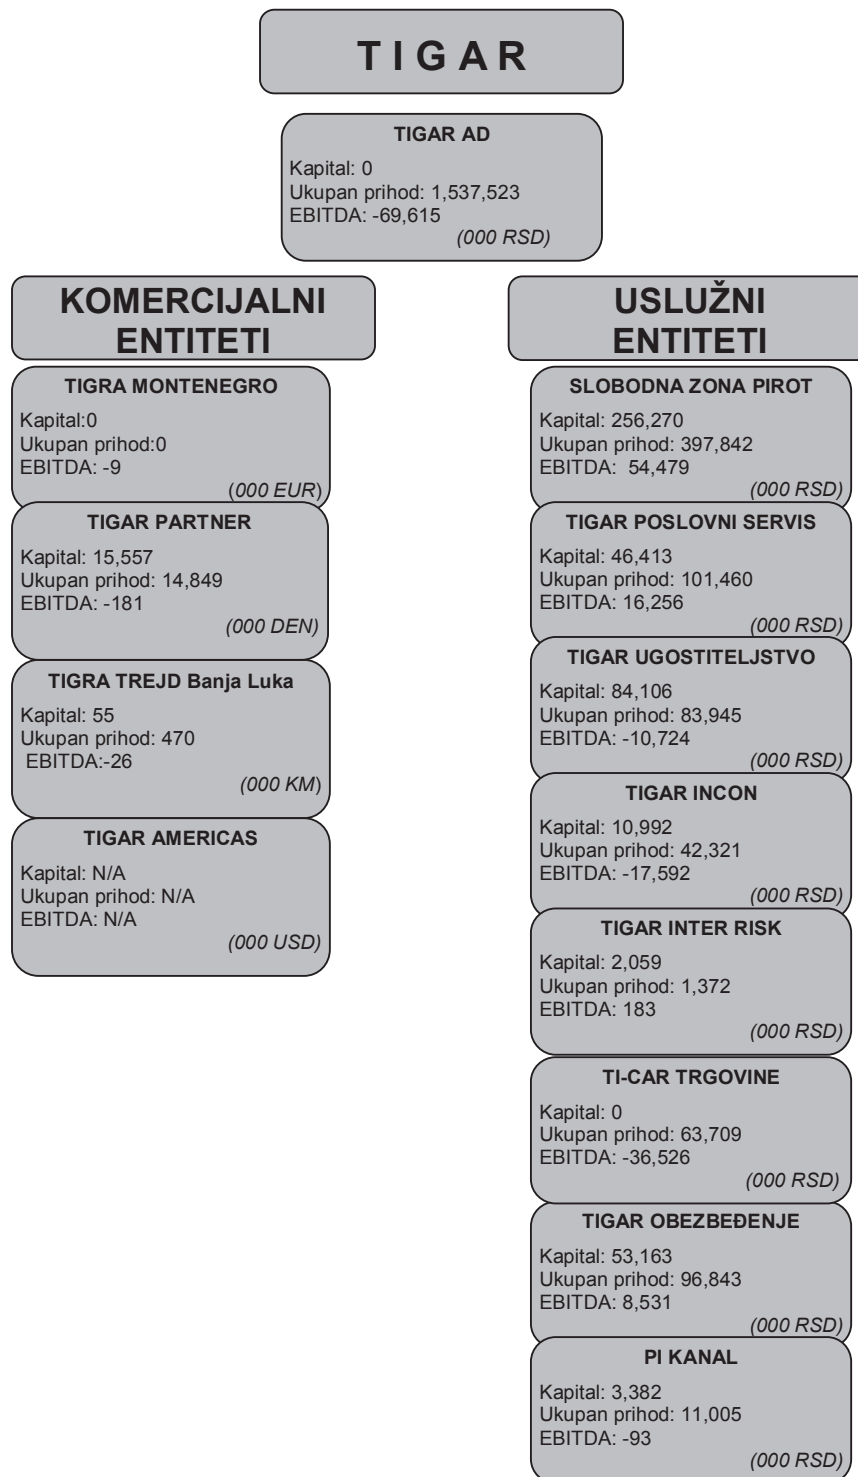 T I G A R
TIGAR AD
Kapital: 0
Ukupan prihod: 1,537,523
EBITDA: -69,615
(000 RSD)
KOMERCIJALNI
ENTITETI
TIGRA MONTENEGRO
Kapital:0
Ukupan prihod:0
EBITDA: -9
(000 EUR)
TIGAR PARTNER
Kapital: 15,557
Ukupan prihod: 14,849
EBITDA: -181
(000 DEN)
TIGRA TREJD Banja Luka
Kapital: 55
Ukupan prihod: 470
EBITDA:-26
(000 KM)
TIGAR AMERICAS
Kapital: N/A
Ukupan prihod: N/A
EBITDA: N/A
(000 USD)
USLUŽNI
ENTITETI
SLOBODNA ZONA PIROT
Kapital: 256,270
Ukupan prihod: 397,842
EBITDA: 54,479
(000 RSD)
TIGAR POSLOVNI SERVIS
Kapital: 46,413
Ukupan prihod: 101,460
EBITDA: 16,256
(000 RSD)
TIGAR UGOSTITELJSTVO
Kapital: 84,106
Ukupan prihod: 83,945
EBITDA: -10,724
(000 RSD)
TIGAR INCON
Kapital: 10,992
Ukupan prihod: 42,321
EBITDA: -17,592
(000 RSD)
TIGAR INTER RISK
Kapital: 2,059
Ukupan prihod: 1,372
EBITDA: 183
(000 RSD)
TI-CAR TRGOVINE
Kapital: 0
Ukupan prihod: 63,709
EBITDA: -36,526
(000 RSD)
TIGAR OBEZBEĐENJE
Kapital: 53,163
Ukupan prihod: 96,843
EBITDA: 8,531
(000 RSD)
PI KANAL
Kapital: 3,382
Ukupan prihod: 11,005
EBITDA: -93
(000 RSD)